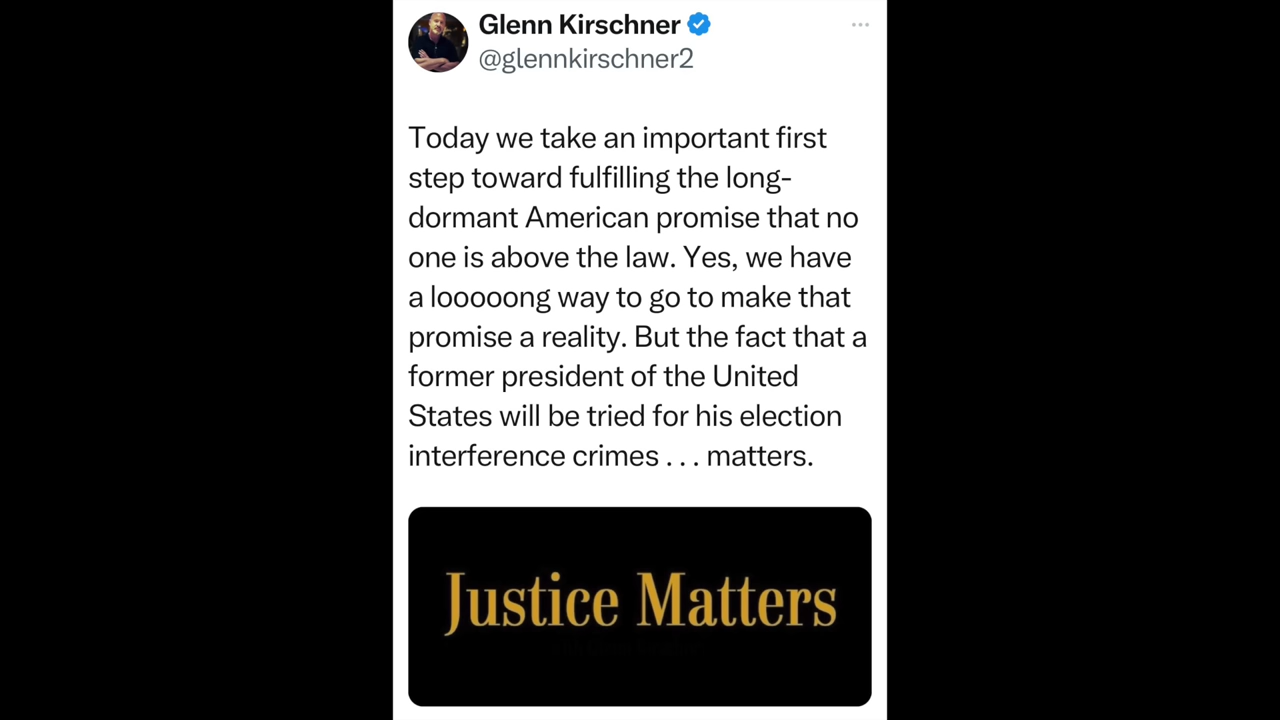 Glenn Kirschner
@glennkirschner2
Today we take an important first
step toward fulfilling the long-
dormant American promise that no
one is above the law. Yes, we have
a looooong way to go to make that
promise a reality. But the fact that a
former president of the United
States will be tried for his election
interference crimes . . . matters.
Justice Matters